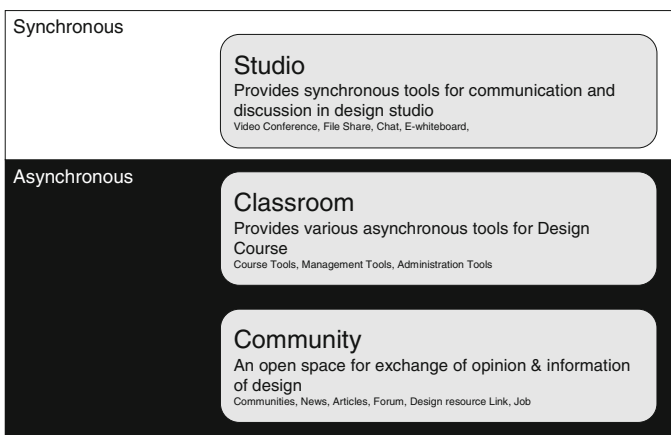 Synchronous
Studio
Provides synchronous tools for communication and
discussion in design studio
Video Conference, File Share, Chat, E-whiteboard,
Asynchronous
Classroom
Provides various asynchronous tools for Design
Course
Course Tools, Management Tools, Administration Tools
Community
An open space for exchange of opinion & information
of design
Communities, News, Articles, Forum, Design resource Link, Job